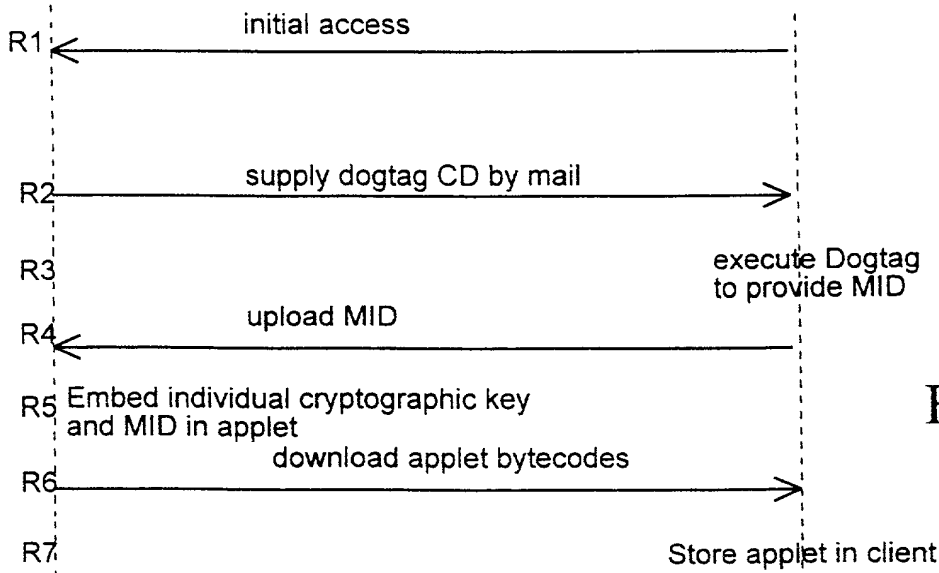 R1 initial access
R2 supply dogtag CD by mail
R3 execute Dogtag
to provide MID
R4 upload MID
R5 Embed individual cryptographic key
and MID in applet
R6 download applet bytecodes
R7 Store applet in client